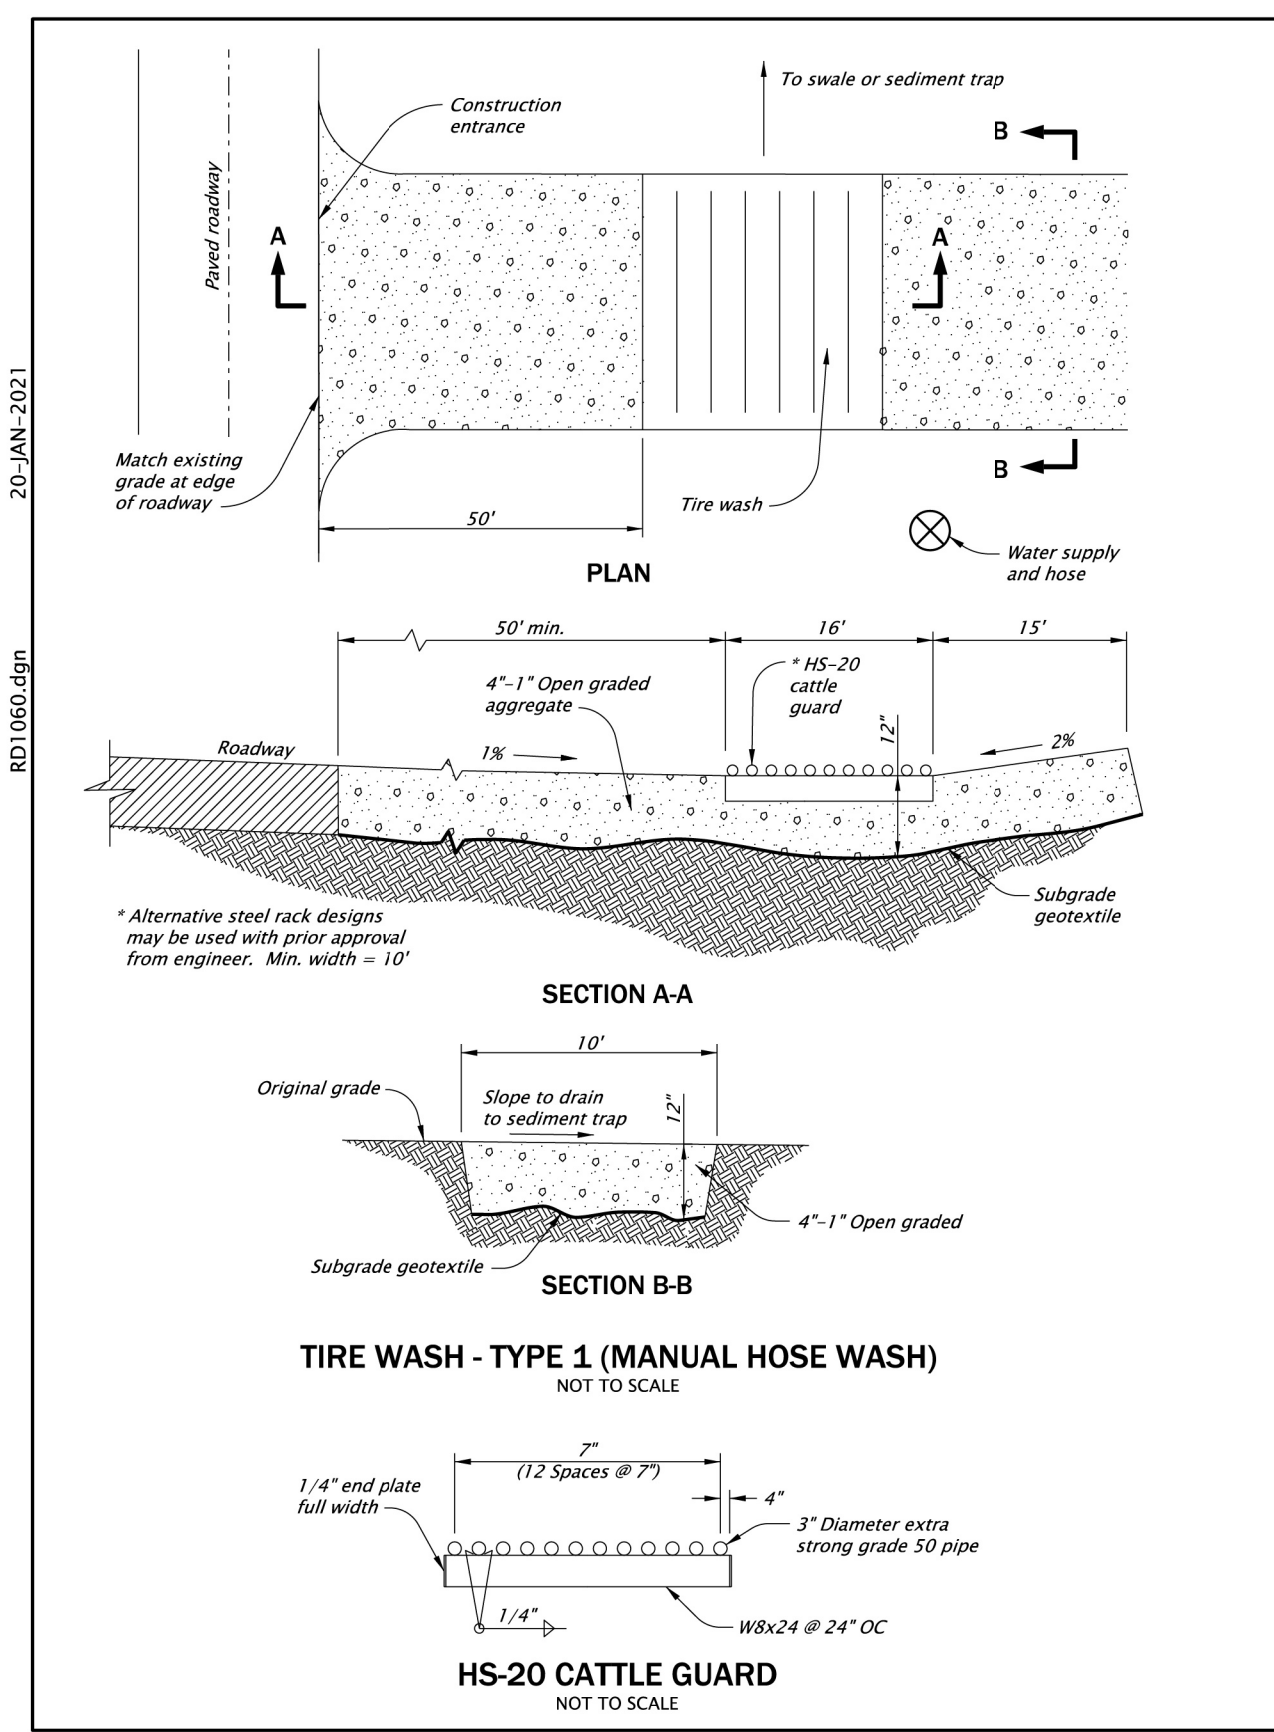 Construction
entrance
To swale or sediment trap
B
Paved roadway
A
A
Match existing
grade at edge
of roadway
B
Tire wash
50'
Water supply
and hose
PLAN
50' min.
16'
15'
* HS-20
cattle
guard
4"-1" Open graded
aggregate
12"
Roadway
1%
2%
Subgrade
geotextile
* Alternative steel rack designs
may be used with prior approval
from engineer. Min. width = 10'
SECTION A-A
10'
Original grade
Slope to drain
to sediment trap
12"
4"-1" Open graded
Subgrade geotextile
SECTION B-B
TIRE WASH - TYPE 1 (MANUAL HOSE WASH)
NOT TO SCALE
7"
(12 Spaces @ 7")
1/4" end plate
full width
4"
3" Diameter extra
strong grade 50 pipe
1/4"
W8x24 @ 24" OC
HS-20 CATTLE GUARD
NOT TO SCALE
20-JAN-2021
RD1060.dgn